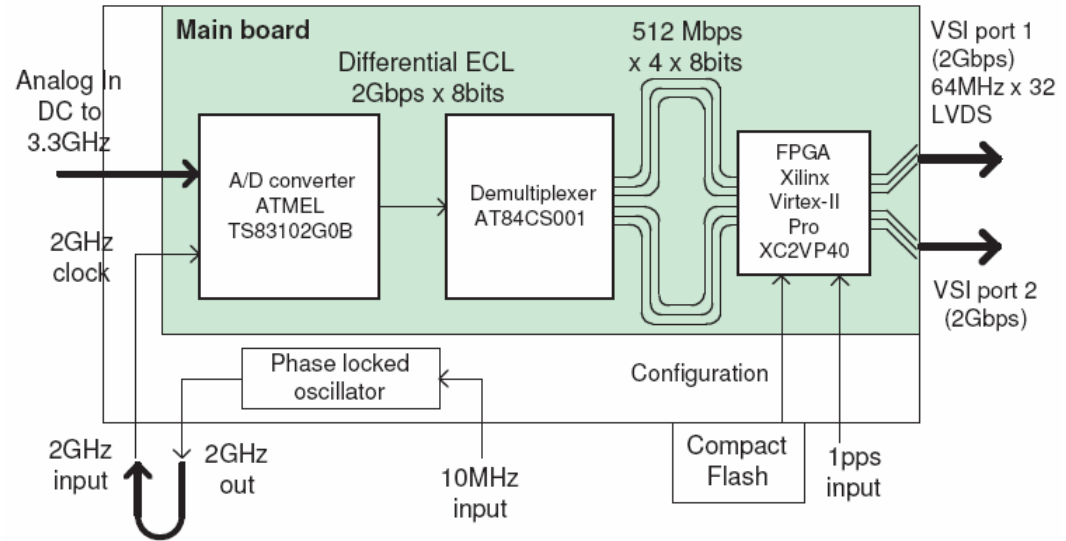 Main board
Analog In
DC to
3.3GHz
Differential ECL
2Gbps x 8bits
512 Mbps
x 4 x 8bits
VSI port 1
(2Gbps)
64MHz x 32
LVDS
A/D converter
ATMEL
TS83102G0B
Demultiplexer
AT84CS001
FPGA
Xilinx
Virtex-II
Pro
XC2VP40
2GHz
clock
VSI port 2
(2Gbps)
Phase locked
oscillator
Configuration
2GHz
input
2GHz
out
10MHz
input
Compact
Flash
1pps
input